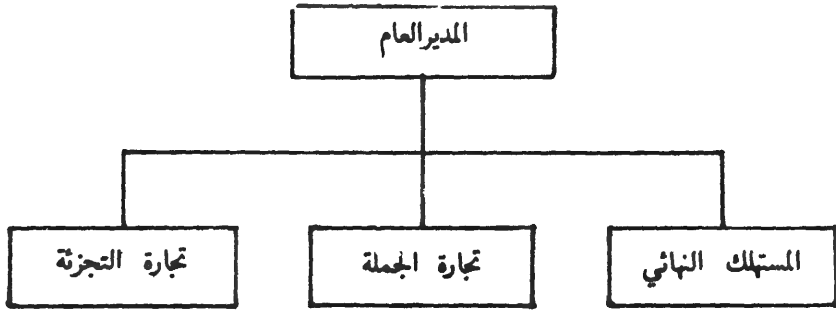 المدير العام
المستهلك النهائي
تجارة الجملة
تجارة التجزئة